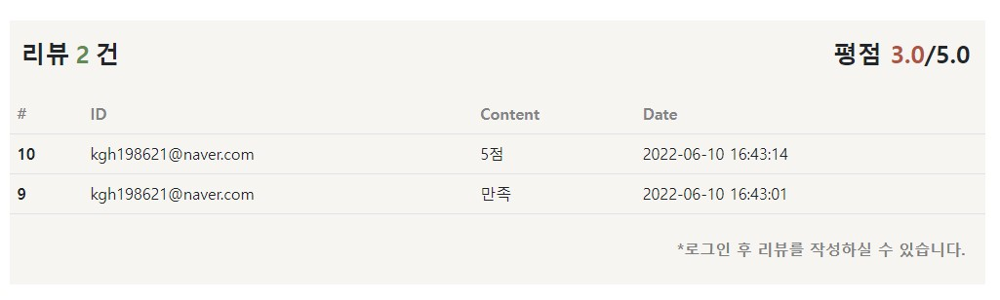 리뷰 2 건 평점 3.0/5.0
# ID Content Date
10 kgh198621@naver.com 5점 2022-06-10 16:43:14
9 kgh198621@naver.com 만족 2022-06-10 16:43:01
*로그인 후 리뷰를 작성하실 수 있습니다.